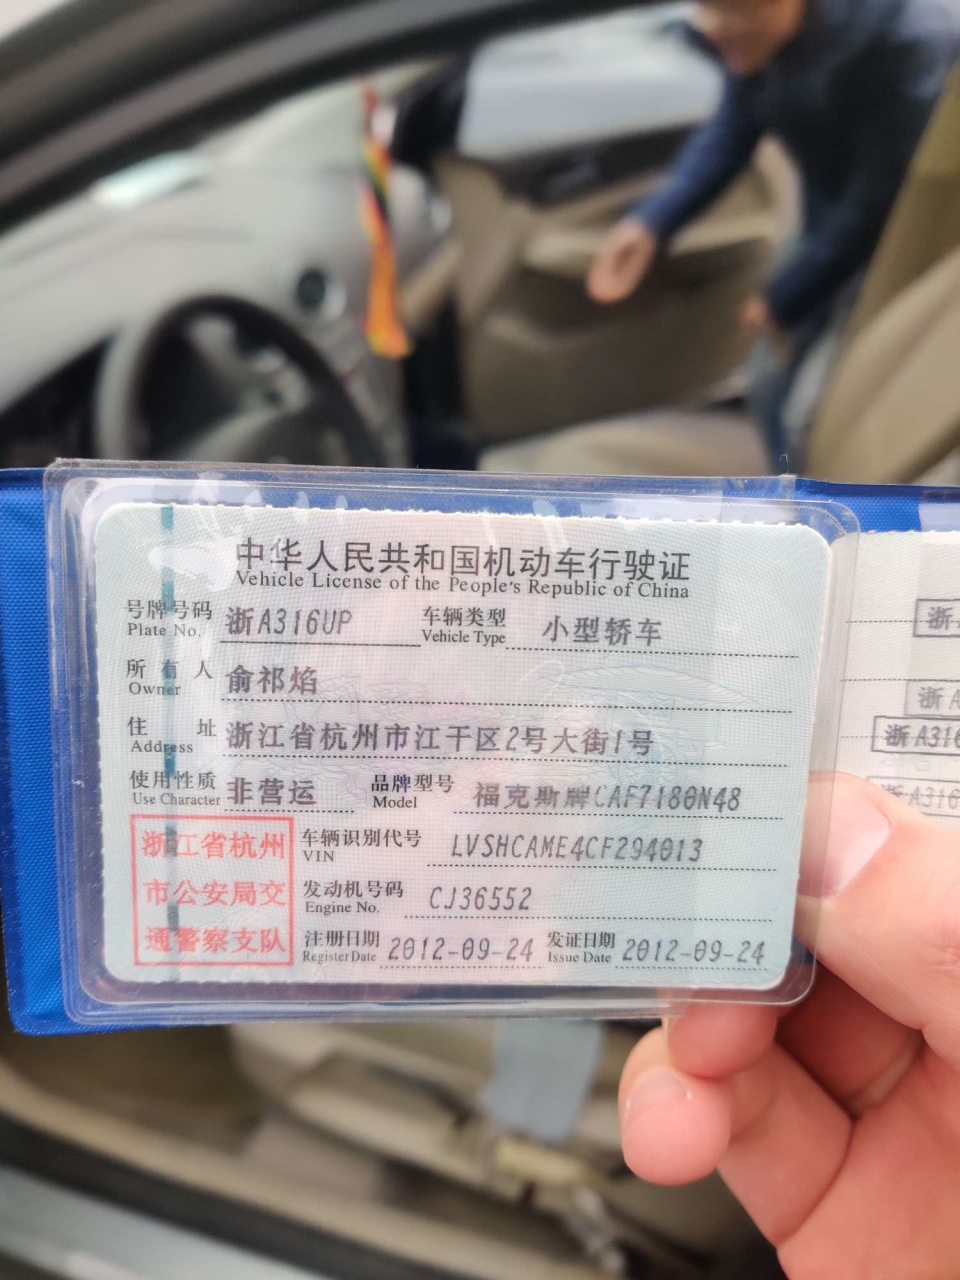 中华人民共和国机动车行驶证
Vehicle License of the People's Republic of China
号牌号码 浙A316UP 车辆类型 小型轿车
Plate No. Vehicle Type
所有人 俞祁焰
Owner
住址 浙江省杭州市江干区2号大街1号
Address
使用性质 非营运 品牌型号 福克斯牌CAF7180N48
Use Character Model
浙江省杭州
市公安局交
通警察支队
车辆识别代号 LVSHCAME4CF294013
VIN
发动机号码 CJ36552
Engine No.
注册日期 2012-09-24 发证日期 2012-09-24
Register Date Issue Date
浙
浙A
浙A316
A316